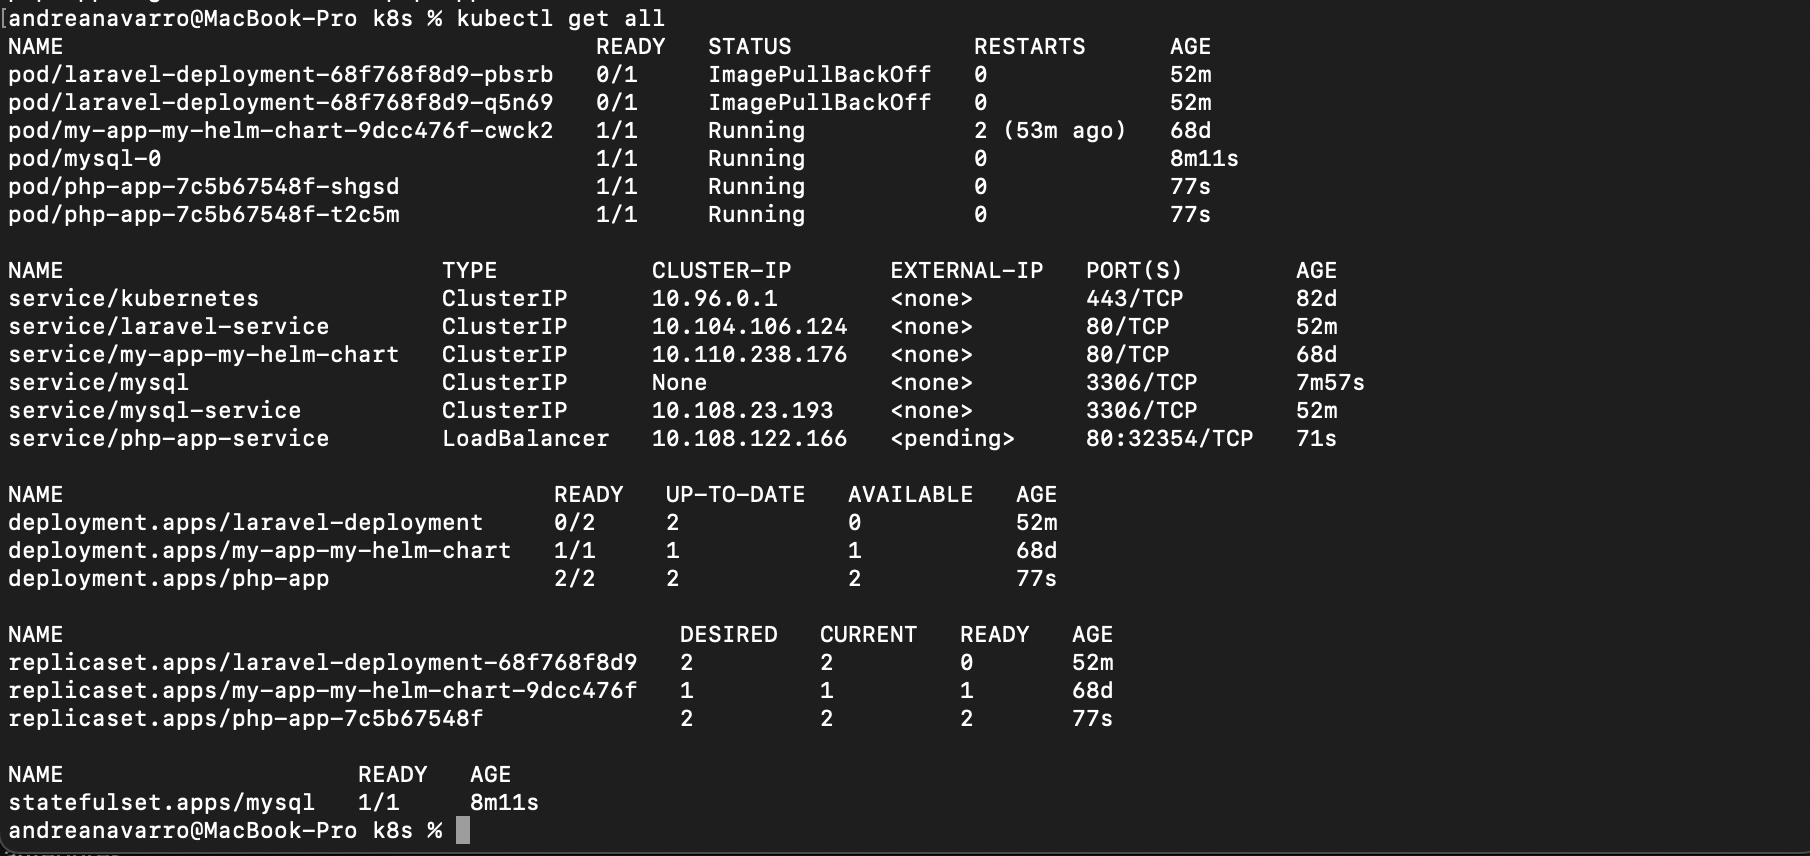 andreanavarro@MacBook-Pro k8s % kubectl get all
NAME READY STATUS RESTARTS AGE
pod/laravel-deployment-68f768f8d9-pbsrb 0/1 ImagePullBackOff 0 52m
pod/laravel-deployment-68f768f8d9-q5n69 0/1 ImagePullBackOff 0 52m
pod/my-app-my-helm-chart-9dcc476f-cwck2 1/1 Running 2 (53m ago) 68d
pod/mysql-0 1/1 Running 0 8m11s
pod/php-app-7c5b67548f-shgsd 1/1 Running 0 77s
pod/php-app-7c5b67548f-t2c5m 1/1 Running 0 77s
NAME TYPE CLUSTER-IP EXTERNAL-IP PORT(S) AGE
service/kubernetes ClusterIP 10.96.0.1 <none> 443/TCP 82d
service/laravel-service ClusterIP 10.104.106.124 <none> 80/TCP 52m
service/my-app-my-helm-chart ClusterIP 10.110.238.176 <none> 80/TCP 68d
service/mysql ClusterIP None <none> 3306/TCP 7m57s
service/mysql-service ClusterIP 10.108.23.193 <none> 3306/TCP 52m
service/php-app-service LoadBalancer 10.108.122.166 <pending> 80:32354/TCP 71s
NAME READY UP-TO-DATE AVAILABLE AGE
deployment.apps/laravel-deployment 0/2 2 0 52m
deployment.apps/my-app-my-helm-chart 1/1 1 1 68d
deployment.apps/php-app 2/2 2 2 77s
NAME DESIRED CURRENT READY AGE
replicaset.apps/laravel-deployment-68f768f8d9 2 2 0 52m
replicaset.apps/my-app-my-helm-chart-9dcc476f 1 1 1 68d
replicaset.apps/php-app-7c5b67548f 2 2 2 77s
NAME READY AGE
statefulset.apps/mysql 1/1 8m11s
andreanavarro@MacBook-Pro k8s %